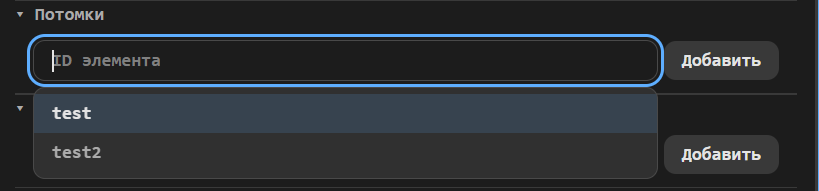 Потомки
ID элемента
Добавить
test
test2
Добавить